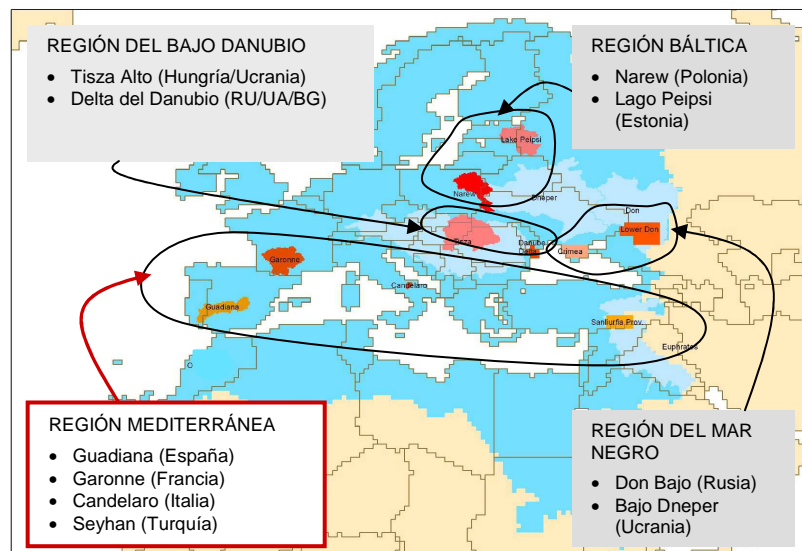 REGIÓN DEL BAJO DANUBIO
• Tisza Alto (Hungría/Ucrania)
• Delta del Danubio (RU/UA/BG)
REGIÓN BÁLTICA
• Narew (Polonia)
• Lago Peipsi
(Estonia)
Lake Peipsi
Narew
Dneper
Don
Lower Don
Tisza
Danube
Delta
Crimea
Garonne
Candelaro
Guadiana
Sanliurfa Prov.
Euphrates
REGIÓN MEDITERRÁNEA
• Guadiana (España)
• Garonne (Francia)
• Candelaro (Italia)
• Seyhan (Turquía)
REGIÓN DEL MAR
NEGRO
• Don Bajo (Rusia)
• Bajo Dneper
(Ucrania)